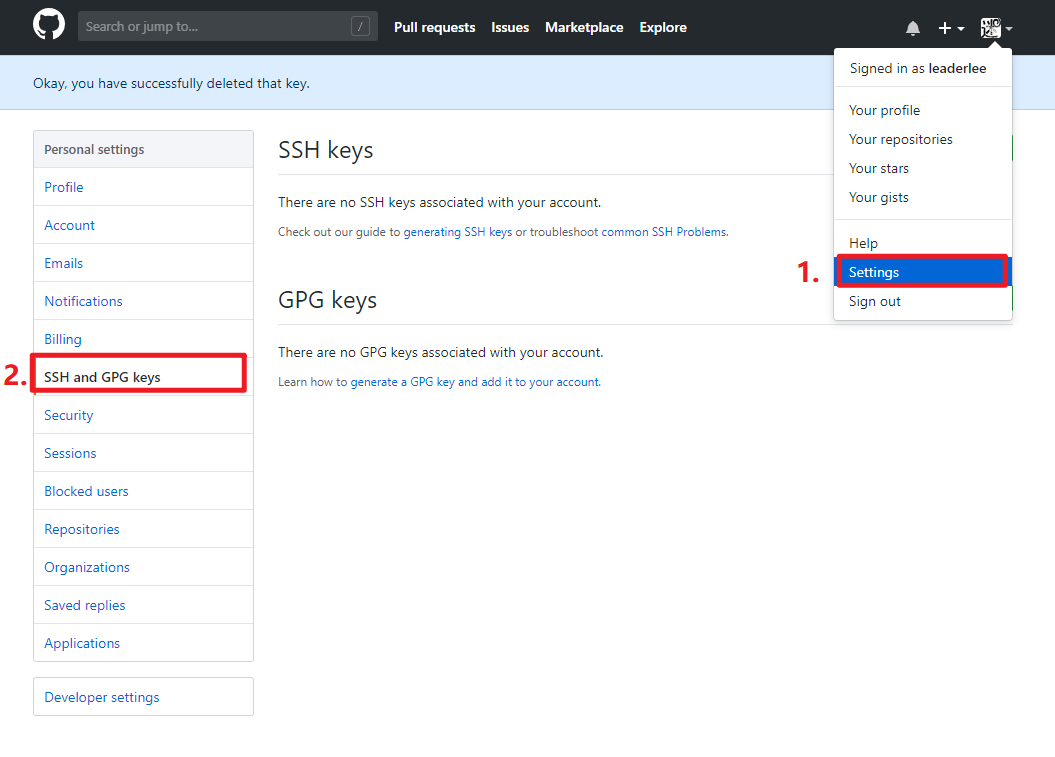 Search or jump to...
/
Pull requests
Issues
Marketplace
Explore
Okay, you have successfully deleted that key.
Signed in as leaderlee
Your profile
Your repositories
Your stars
Your gists
Help
1.
Settings
Sign out
Personal settings
Profile
Account
Emails
Notifications
Billing
2.
SSH and GPG keys
Security
Sessions
Blocked users
Repositories
Organizations
Saved replies
Applications
Developer settings
SSH keys
There are no SSH keys associated with your account.
Check out our guide to generating SSH keys or troubleshoot common SSH Problems.
GPG keys
There are no GPG keys associated with your account.
Learn how to generate a GPG key and add it to your account.